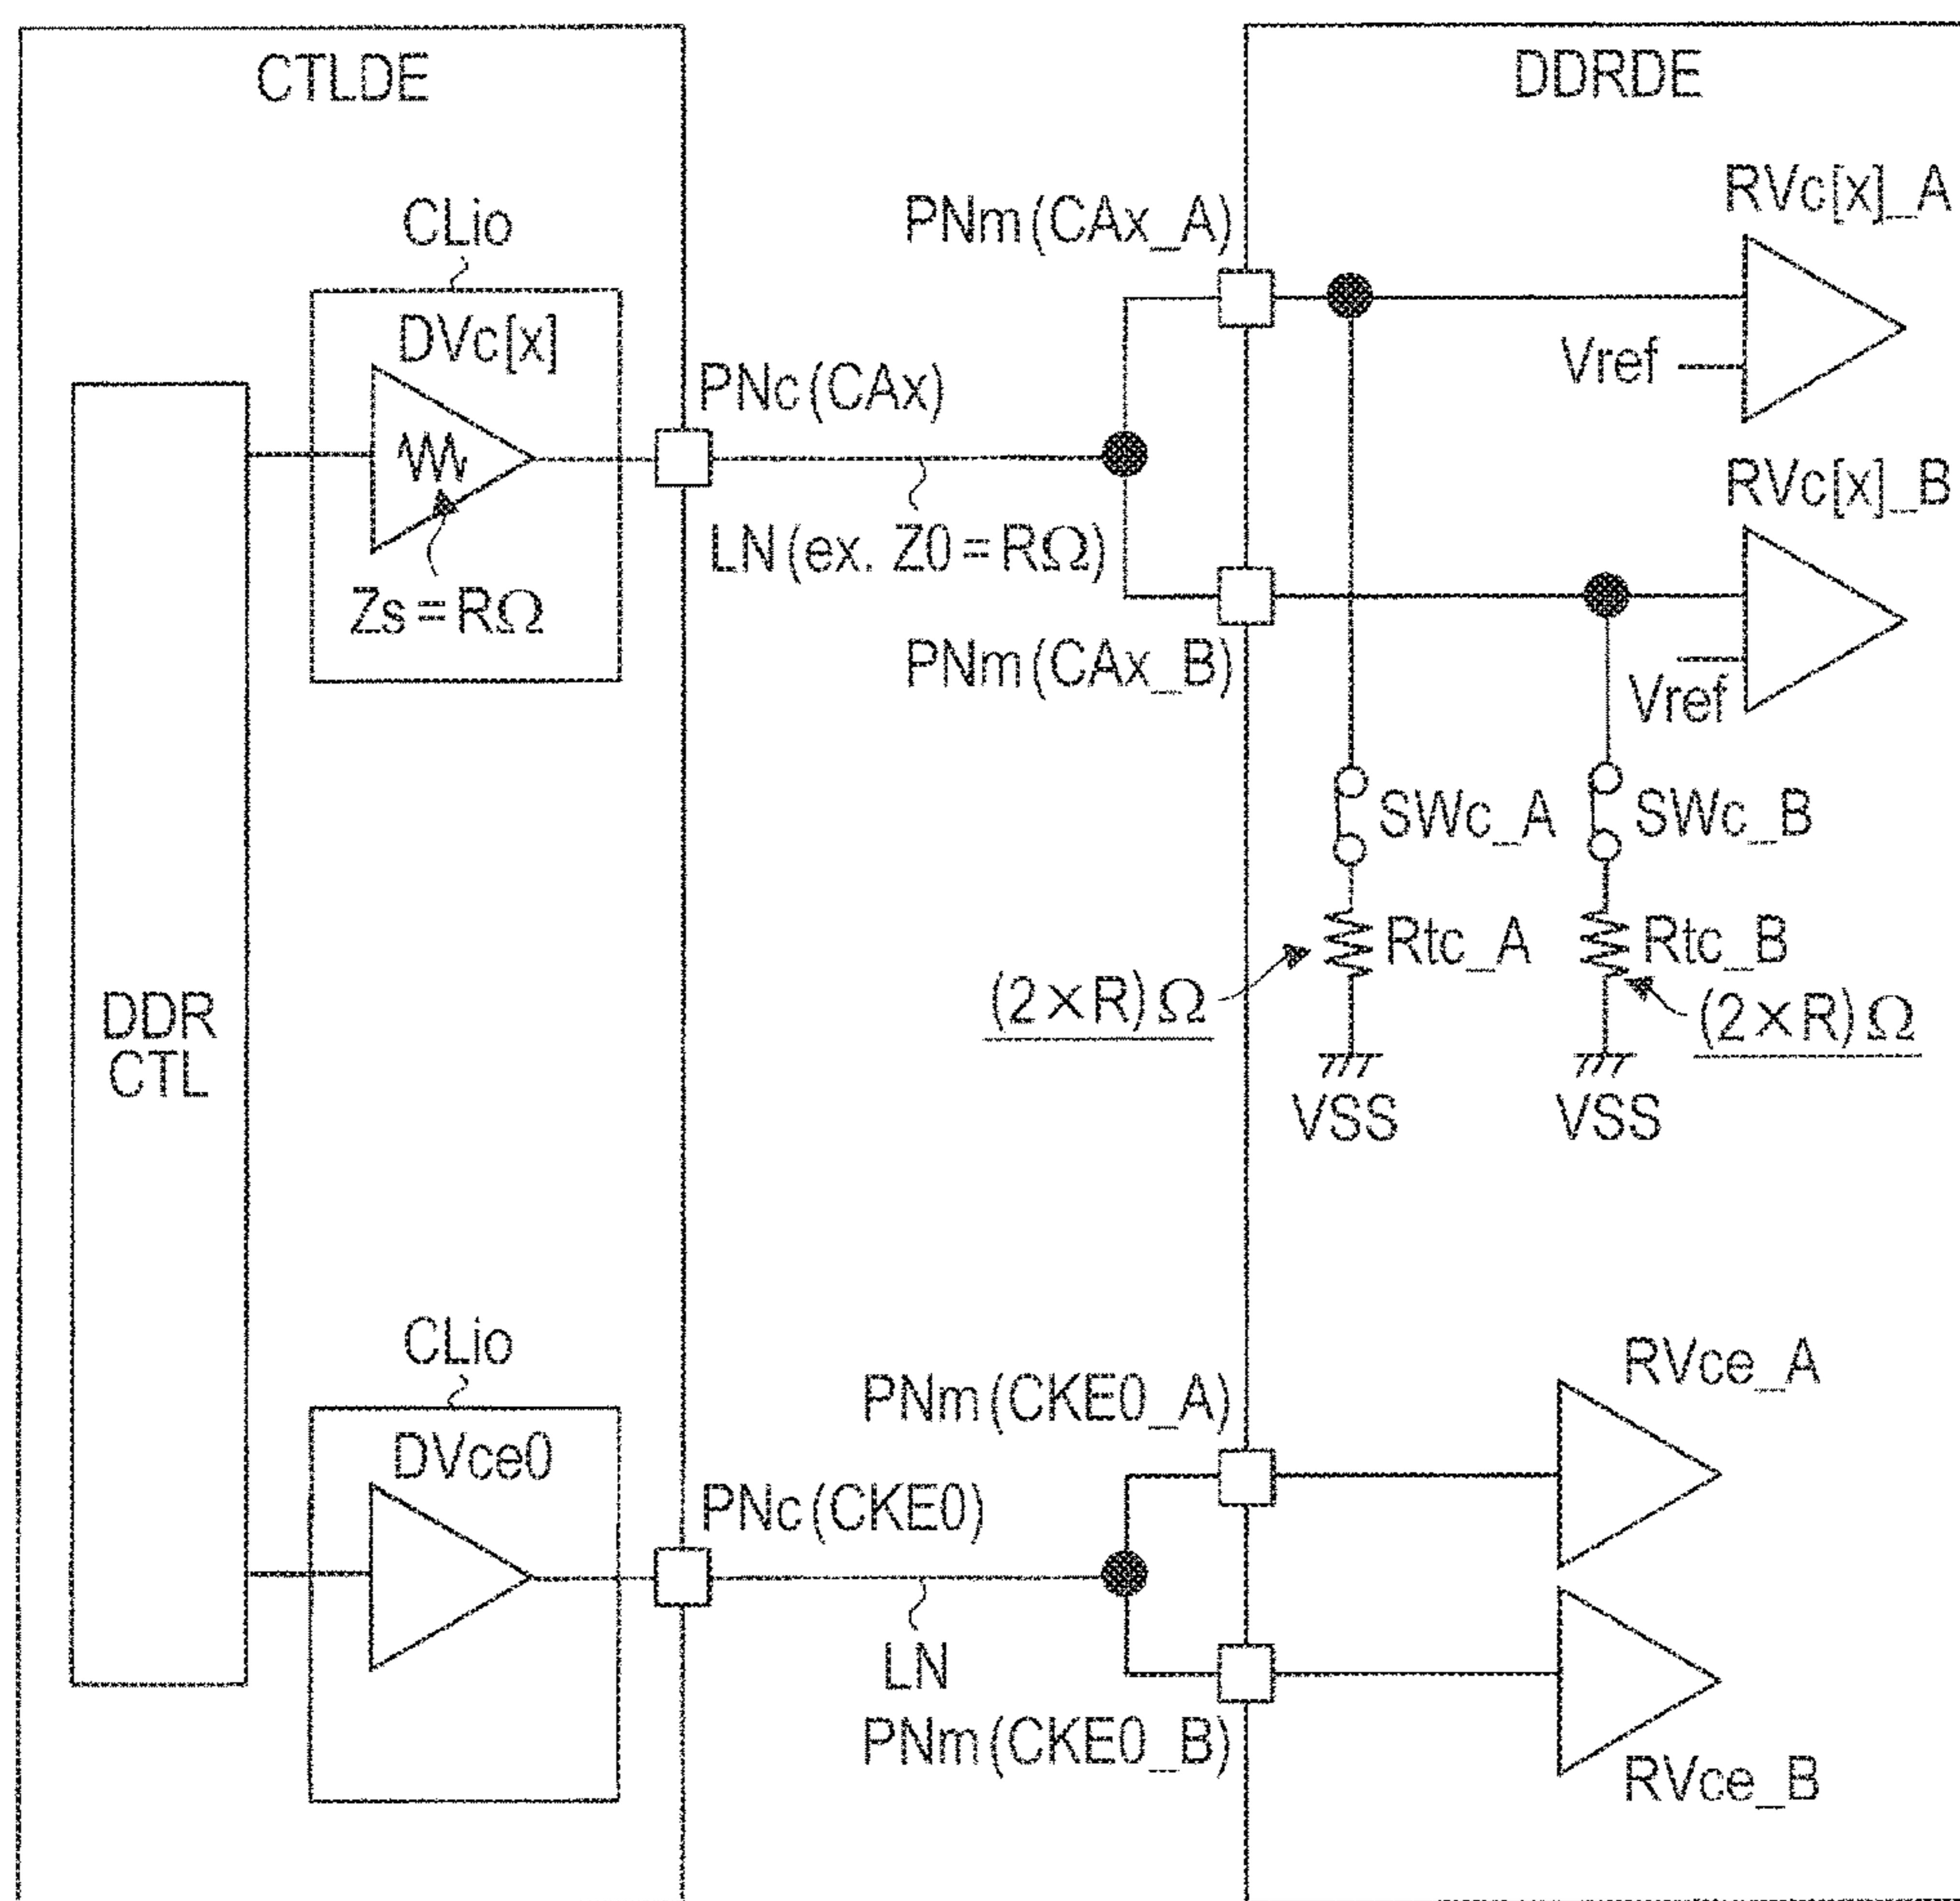 CTLDE
DDRDE
CLio
DVc[x]
Zs=RΩ
PNc(CAx)
LN(ex. Z0=RΩ)
PNm(CAx_A)
PNm(CAx_B)
RVc[x]_A
Vref
RVc[x]_B
Vref
SWc_A
SWc_B
Rtc_A
Rtc_B
(2×R)Ω
(2×R)Ω
VSS
VSS
DDR
CTL
CLio
DVce0
PNc(CKE0)
LN
PNm(CKE0_A)
PNm(CKE0_B)
RVce_A
RVce_B